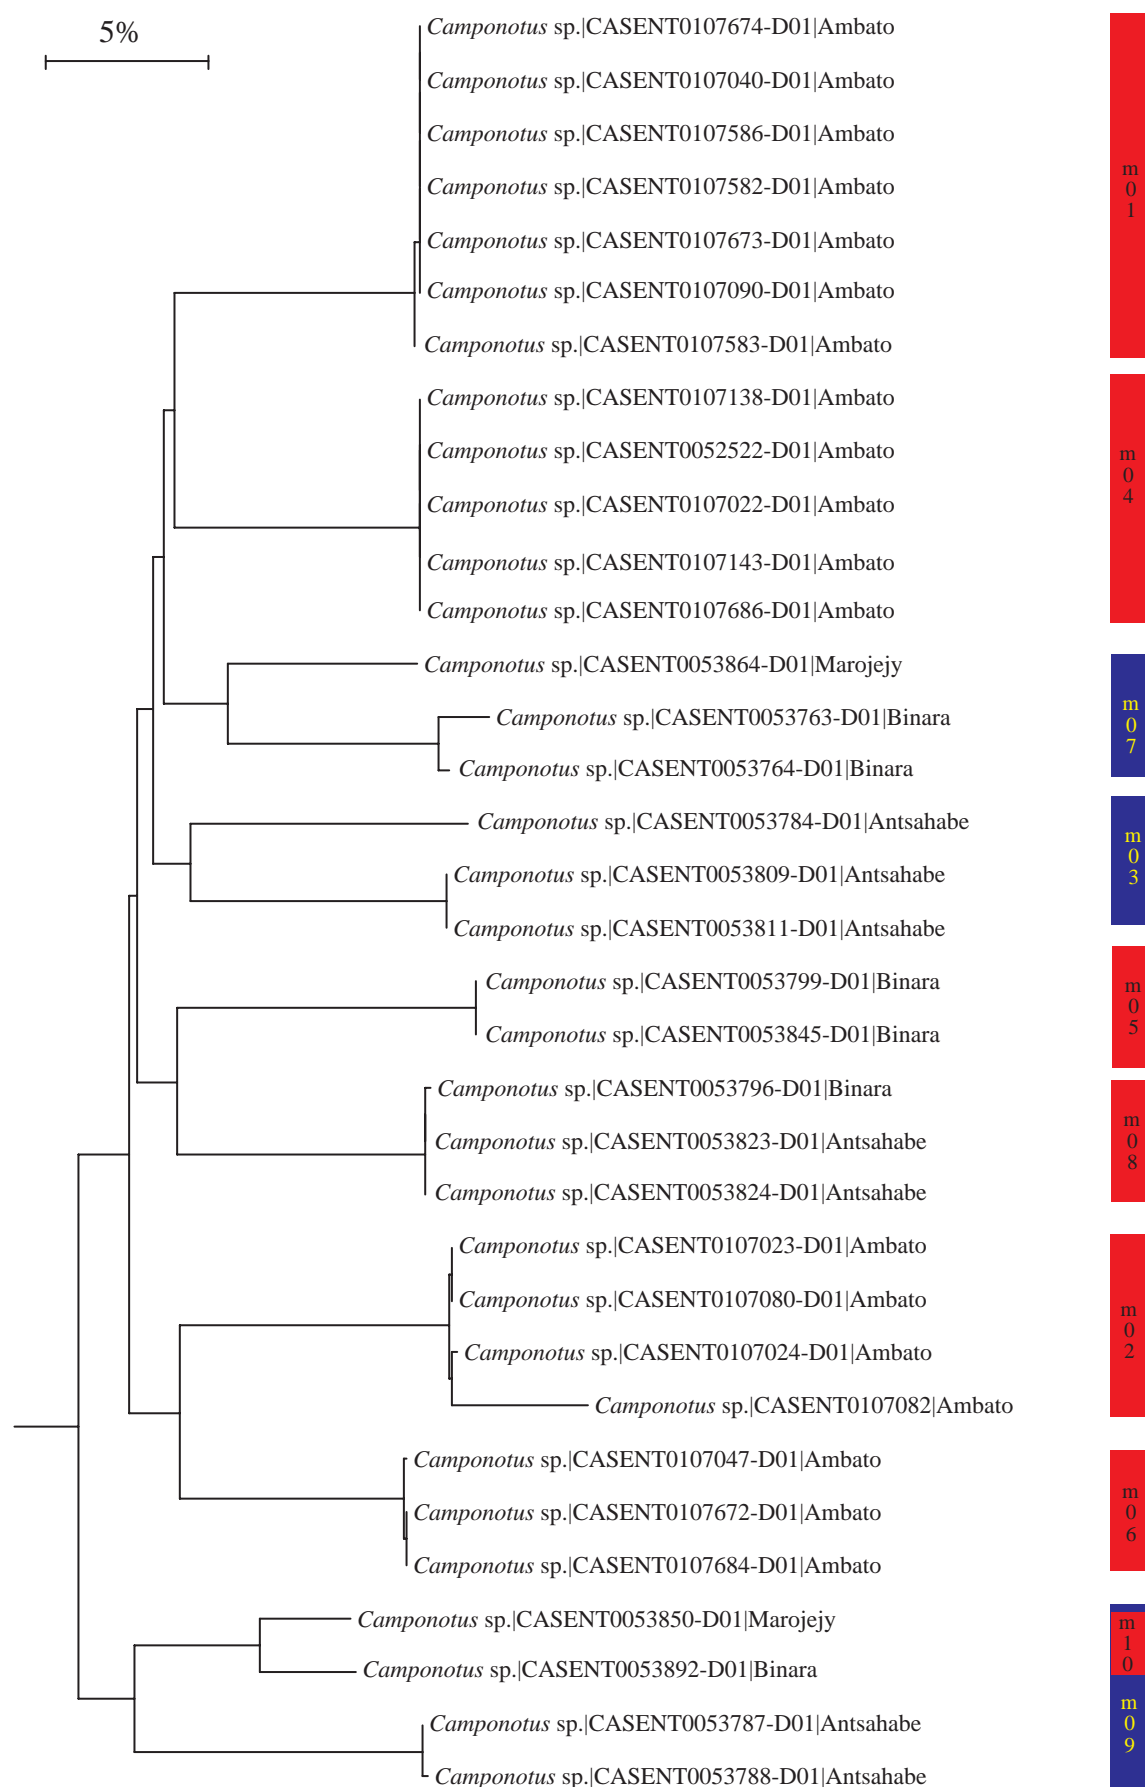 5%
Camponotus sp.|CASENT0107674-D01|Ambato
Camponotus sp.|CASENT0107040-D01|Ambato
Camponotus sp.|CASENT0107586-D01|Ambato
Camponotus sp.|CASENT0107582-D01|Ambato
Camponotus sp.|CASENT0107673-D01|Ambato
Camponotus sp.|CASENT0107090-D01|Ambato
Camponotus sp.|CASENT0107583-D01|Ambato
m01
Camponotus sp.|CASENT0107138-D01|Ambato
Camponotus sp.|CASENT0052522-D01|Ambato
Camponotus sp.|CASENT0107022-D01|Ambato
Camponotus sp.|CASENT0107143-D01|Ambato
Camponotus sp.|CASENT0107686-D01|Ambato
m04
Camponotus sp.|CASENT0053864-D01|Marojejy
Camponotus sp.|CASENT0053763-D01|Binara
Camponotus sp.|CASENT0053764-D01|Binara
m07
Camponotus sp.|CASENT0053784-D01|Antsahabe
Camponotus sp.|CASENT0053809-D01|Antsahabe
Camponotus sp.|CASENT0053811-D01|Antsahabe
m03
Camponotus sp.|CASENT0053799-D01|Binara
Camponotus sp.|CASENT0053845-D01|Binara
m05
Camponotus sp.|CASENT0053796-D01|Binara
Camponotus sp.|CASENT0053823-D01|Antsahabe
Camponotus sp.|CASENT0053824-D01|Antsahabe
m08
Camponotus sp.|CASENT0107023-D01|Ambato
Camponotus sp.|CASENT0107080-D01|Ambato
Camponotus sp.|CASENT0107024-D01|Ambato
Camponotus sp.|CASENT0107082|Ambato
m02
Camponotus sp.|CASENT0107047-D01|Ambato
Camponotus sp.|CASENT0107672-D01|Ambato
Camponotus sp.|CASENT0107684-D01|Ambato
m06
Camponotus sp.|CASENT0053850-D01|Marojejy
Camponotus sp.|CASENT0053892-D01|Binara
m10
Camponotus sp.|CASENT0053787-D01|Antsahabe
Camponotus sp.|CASENT0053788-D01|Antsahabe
m09